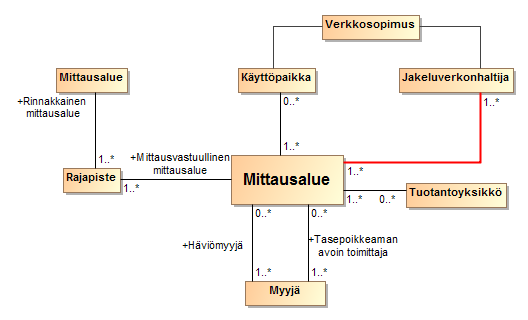 Verkkosopimus
Mittausalue
Käyttöpaikka
Jakeluverkonhaltija
+Rinnakkainen
mittausalue
0..*
1..*
1..*
1..*
+Mittausvastuullinen
mittausalue
Rajapiste
1..*
Mittausalue
1..*
1..*
0..*
Tuotantoyksikkö
0..*
0..*
+Häviömyyjä
+Tasepoikkeaman
avoin toimittaja
1..*
1..*
Myyjä